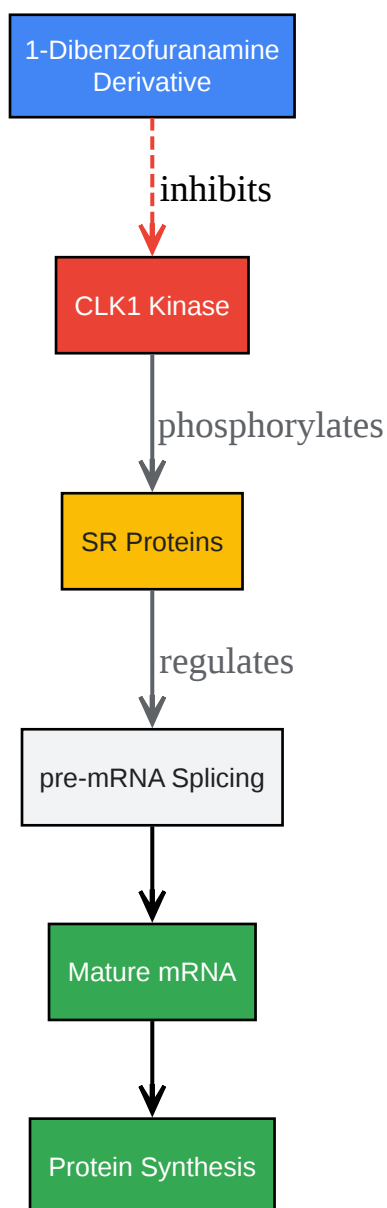 1-Dibenzofuranamine
Derivative
inhibits
CLK1 Kinase
phosphorylates
SR Proteins
regulates
pre-mRNA Splicing
Mature mRNA
Protein Synthesis